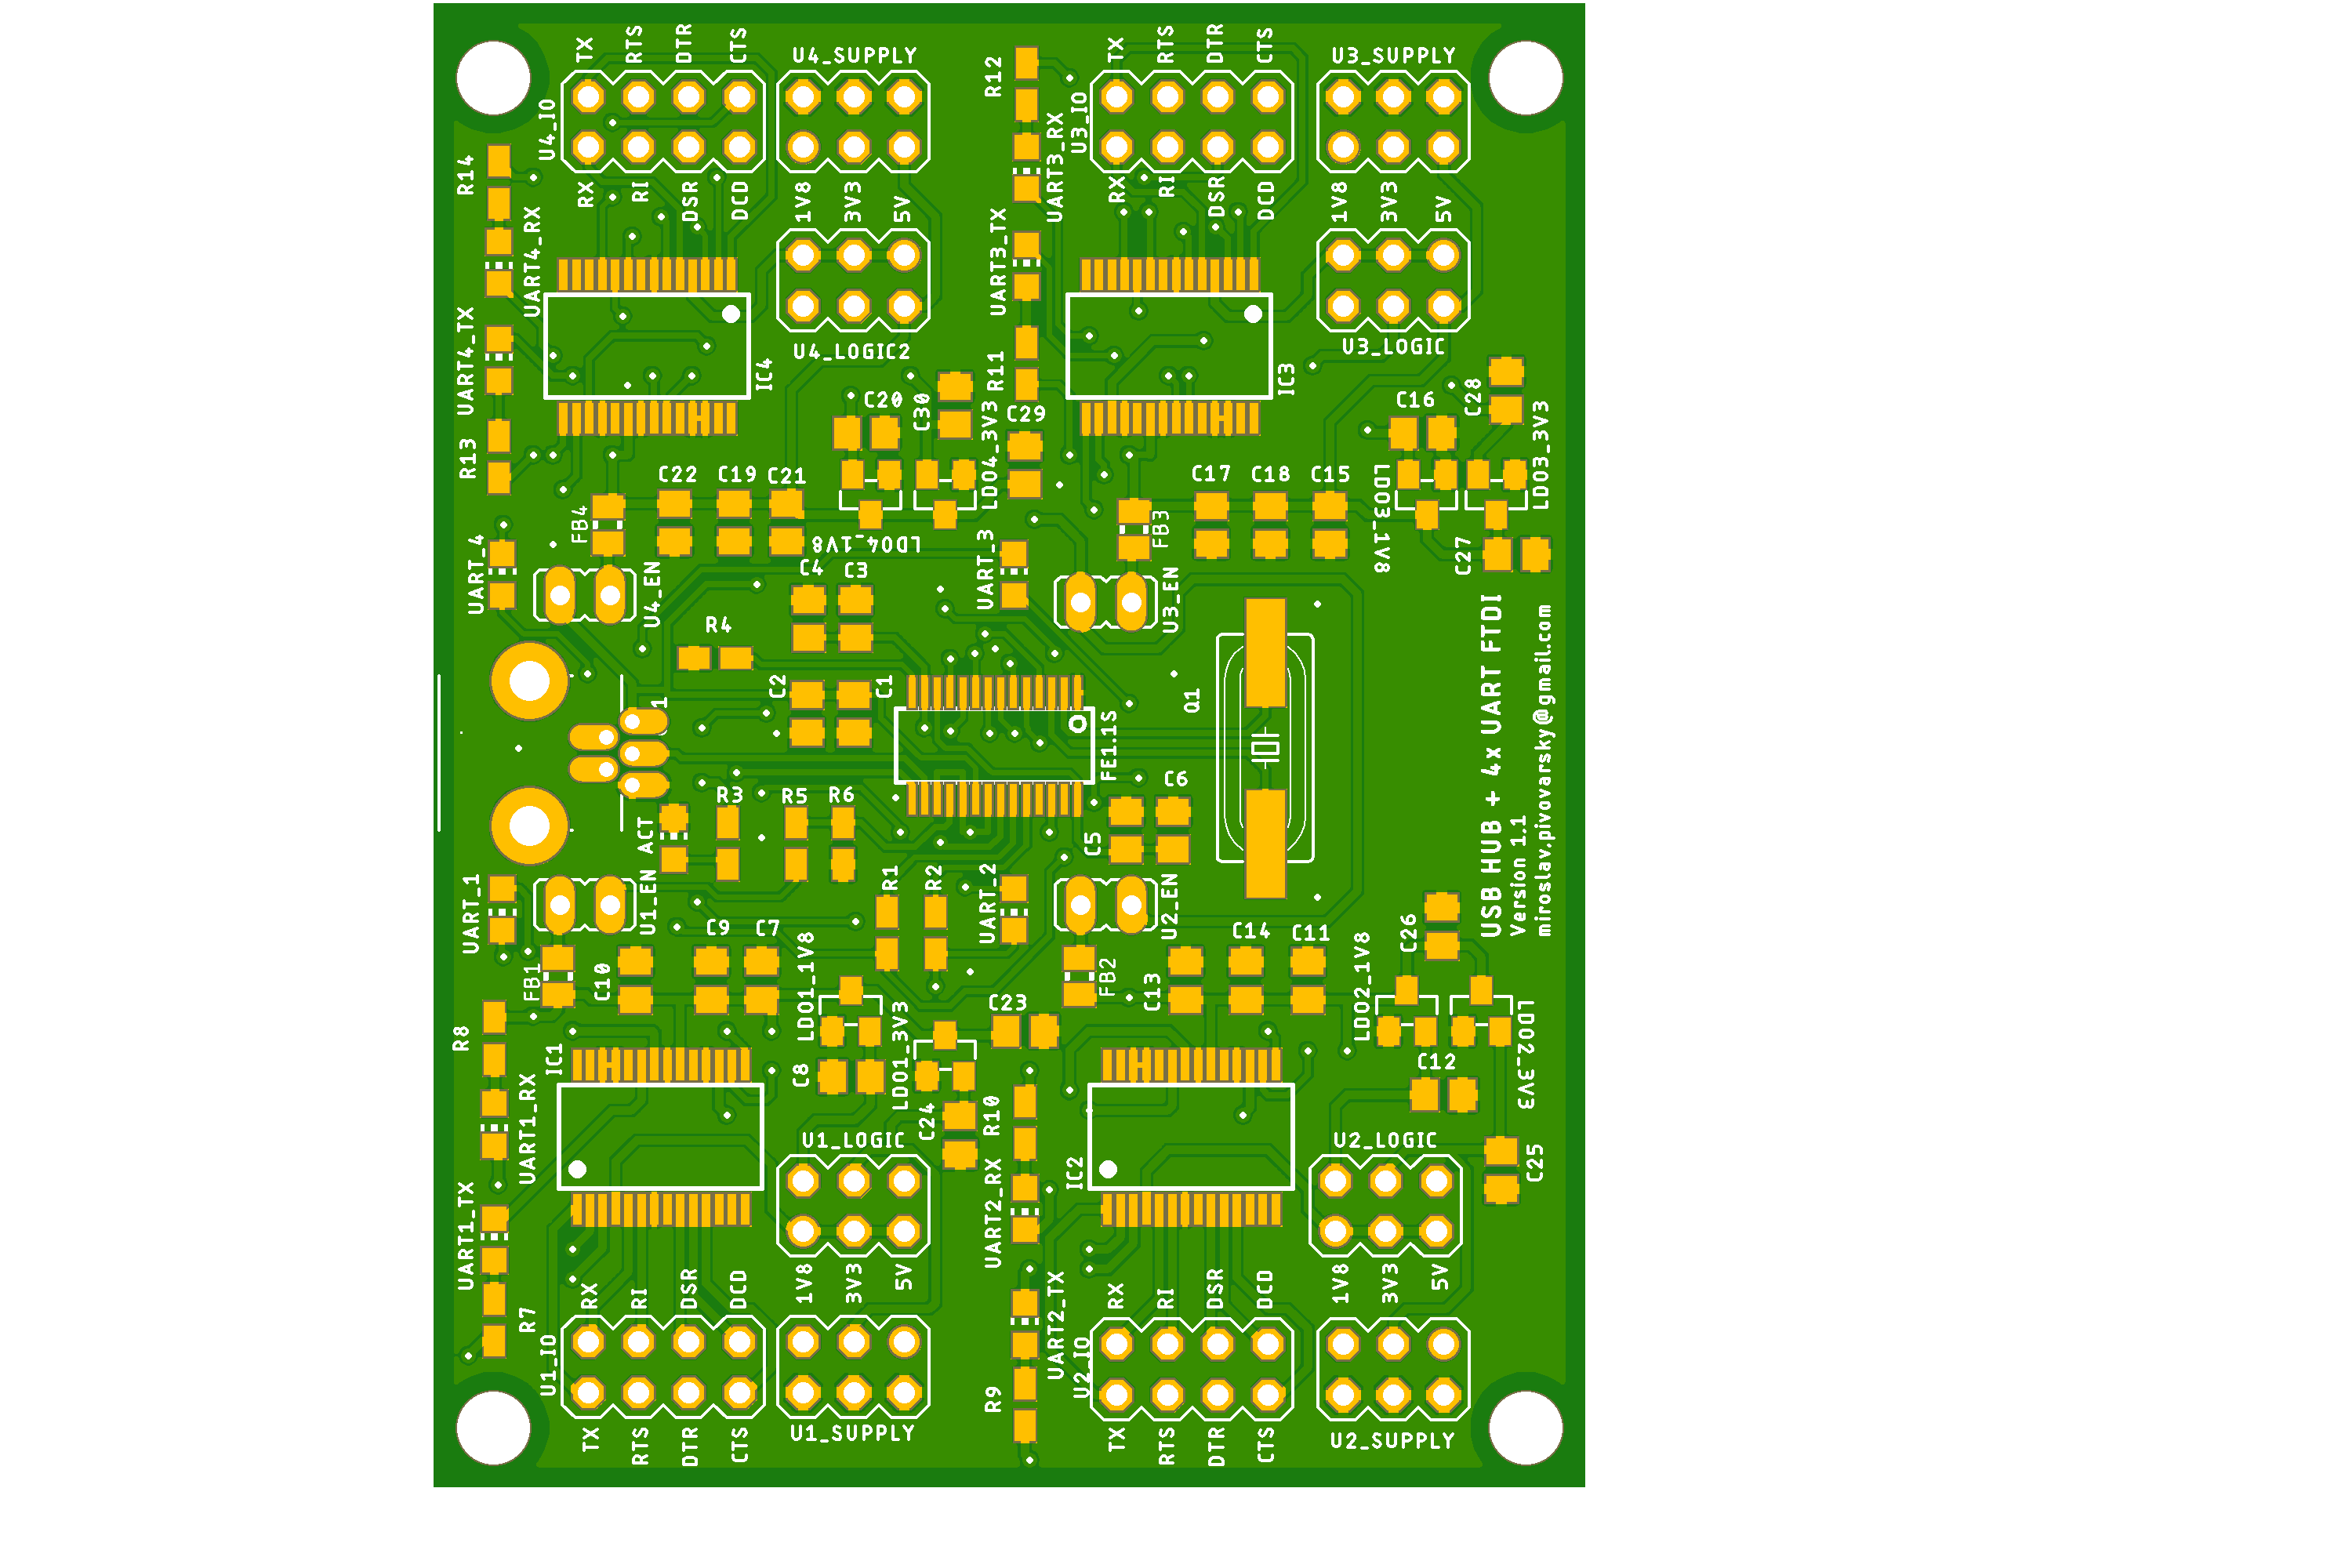 TX
RTS
DTR
CTS
U4_SUPPLY
R12
TX
RTS
DTR
CTS
U3_SUPPLY
U4_IO
U3_IO
UART3_RX
R14
RX
RI
DSR
DCD
1V8
3V3
5V
RX
RI
DSR
DCD
1V8
3V3
5V
UART4_RX
UART3_TX
UART4_TX
U4_LOGIC2
IC4
R11
U3_LOGIC
IC3
C20
C30
C29
C16
C28
LDO4_3V3
LDO3_3V3
R13
C22
C19
C21
C17
C18
C15
LDO3_1V8
FB4
LDO4_1V8
FB3
C27
UART_4
U4_EN
C4
C3
UART_3
U3_EN
R4
C2
C1
Q1
1
FE1.1S
USB HUB + 4x UART FTDI
Version 1.1
miroslav.pivovarsky@gmail.com
R3
R5
R6
C6
C5
ACT
UART_1
U1_EN
R1
R2
UART_2
U2_EN
C9
C7
C14
C11
C26
FB1
C10
LDO1_1V8
FB2
C13
LDO2_1V8
C23
R8
IC1
LDO1_3V3
LDO2_3V3
C8
C12
C24
R10
UART1_RX
U1_LOGIC
IC2
U2_LOGIC
C25
UART1_TX
UART2_RX
RX
RI
DSR
DCD
1V8
3V3
5V
RX
RI
DSR
DCD
1V8
3V3
5V
R7
UART2_TX
U1_IO
U2_IO
R9
TX
RTS
DTR
CTS
U1_SUPPLY
TX
RTS
DTR
CTS
U2_SUPPLY